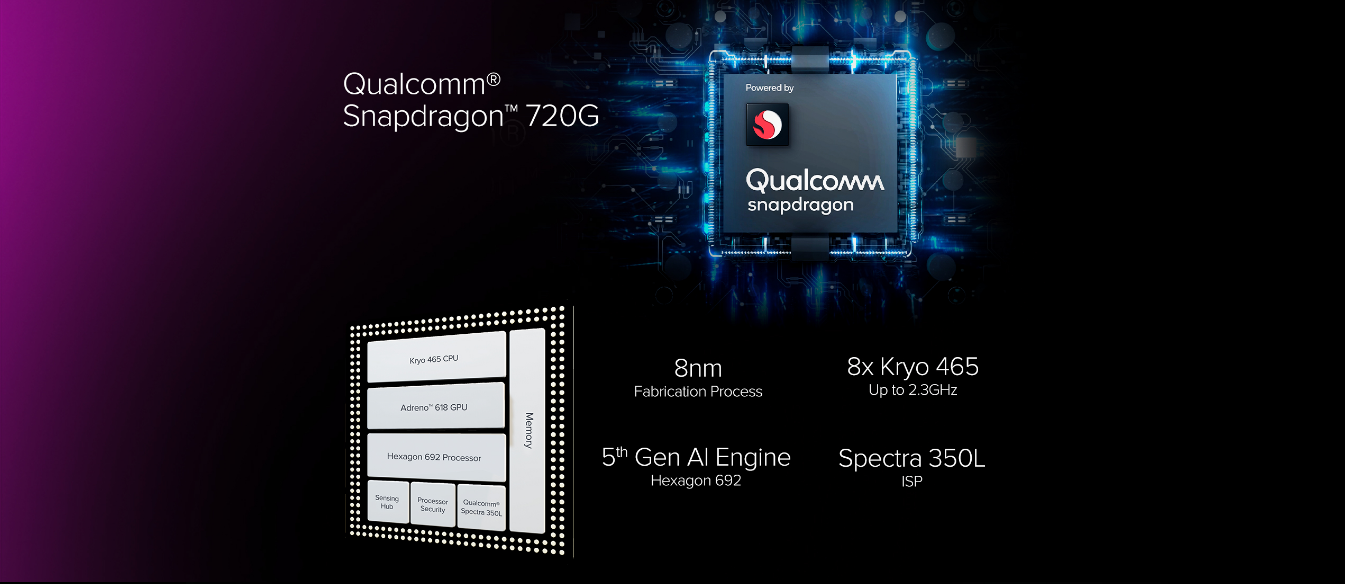 Qualcomm®
Snapdragon™ 720G
Powered by
Qualcomm
snapdragon
Kryo 465 CPU
Adreno™ 618 GPU
Hexagon 692 Processor
Sensing
Hub
Processor
Security
Qualcomm®
Spectra 350L
Memory
8nm
Fabrication Process
8x Kryo 465
Up to 2.3GHz
5th Gen AI Engine
Hexagon 692
Spectra 350L
ISP